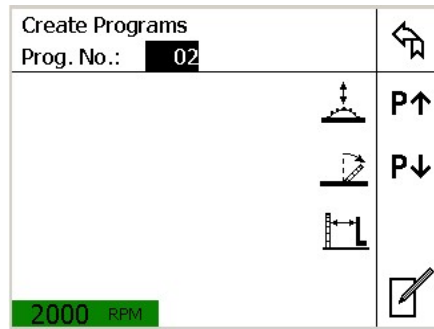 Create Programs
Prog. No.: 02
P↑
P↓
2000 RPM